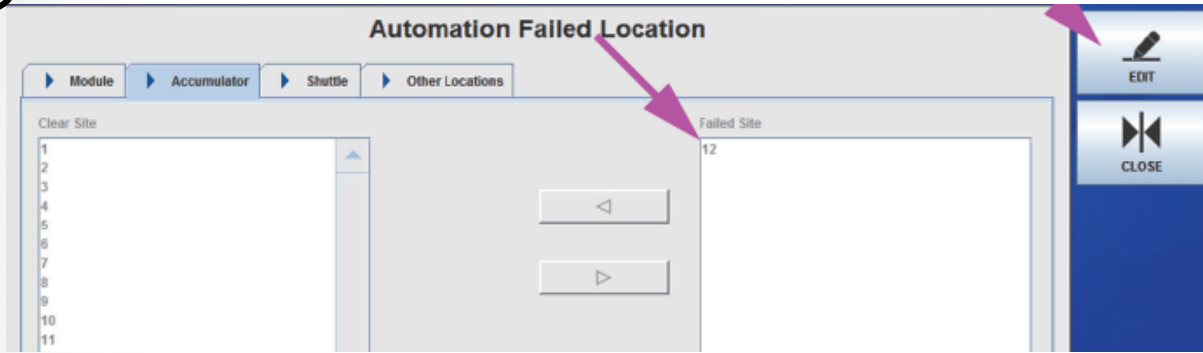 Automation Failed Location
EDIT
Module
Accumulator
Shuttle
Other Locations
Clear Site
Failed Site
1
2
3
4
5
6
7
8
9
10
11
12
CLOSE